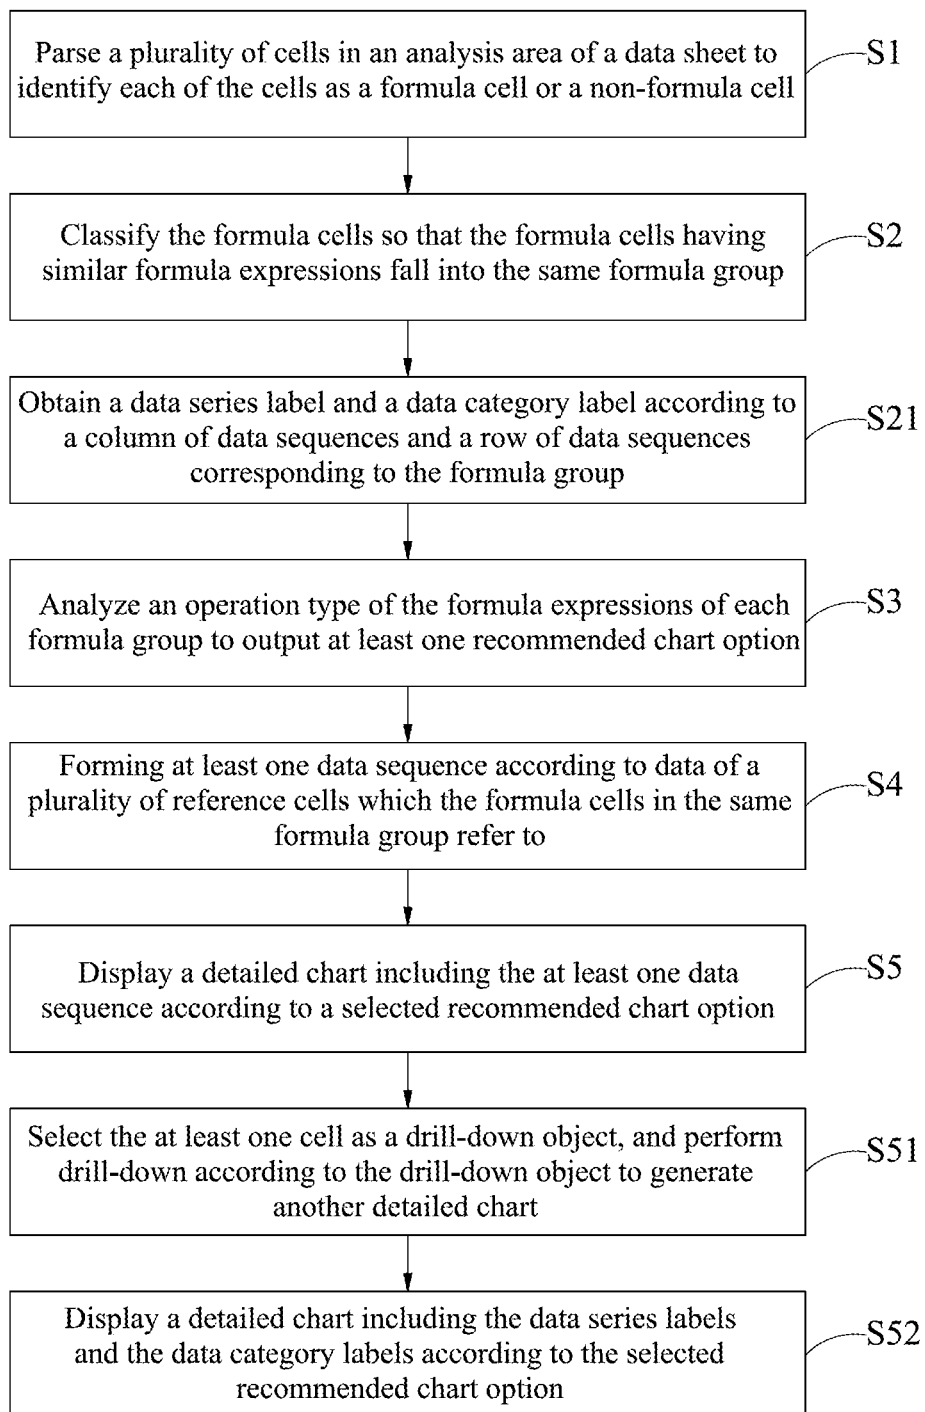 Parse a plurality of cells in an analysis area of a data sheet to
identify each of the cells as a formula cell or a non-formula cell
S1
Classify the formula cells so that the formula cells having
similar formula expressions fall into the same formula group
S2
Obtain a data series label and a data category label according to
a column of data sequences and a row of data sequences
corresponding to the formula group
S21
Analyze an operation type of the formula expressions of each
formula group to output at least one recommended chart option
S3
Forming at least one data sequence according to data of a
plurality of reference cells which the formula cells in the same
formula group refer to
S4
Display a detailed chart including the at least one data
sequence according to a selected recommended chart option
S5
Select the at least one cell as a drill-down object, and perform
drill-down according to the drill-down object to generate
another detailed chart
S51
Display a detailed chart including the data series labels
and the data category labels according to the selected
recommended chart option
S52